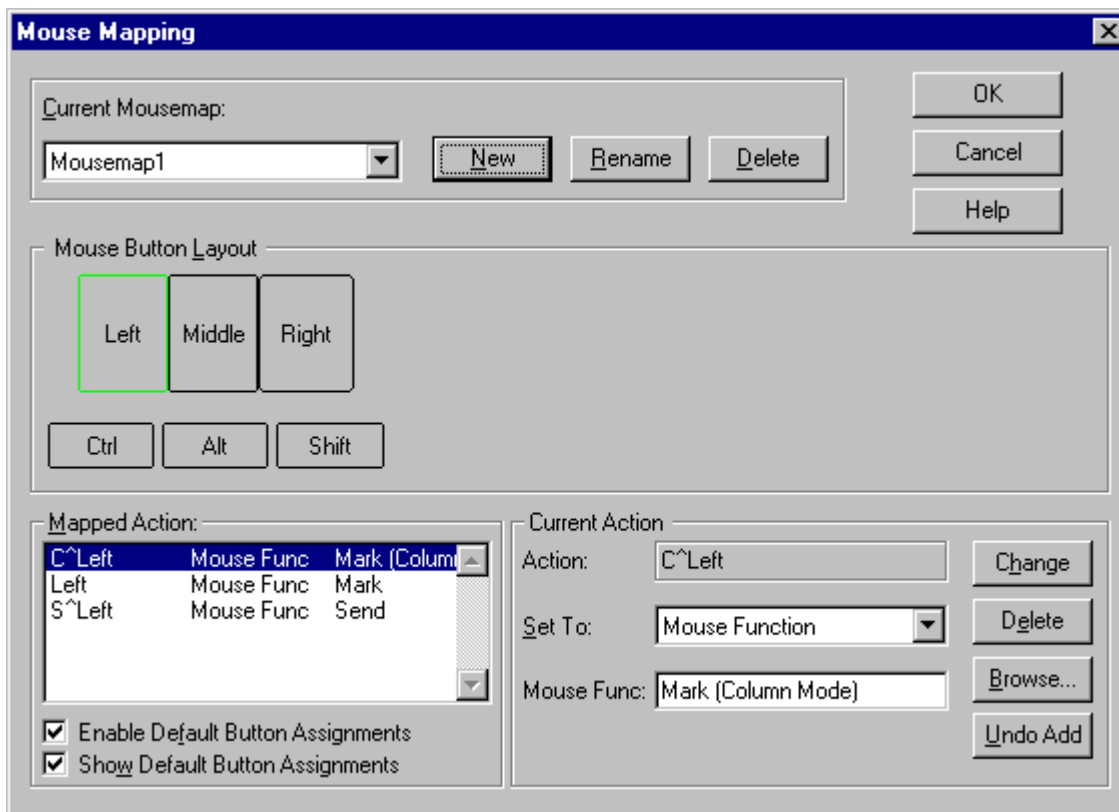 Mouse Mapping
Current Mousemap:
Mousemap1
New
Rename
Delete
OK
Cancel
Help
Mouse Button Layout
Left
Middle
Right
Ctrl
Alt
Shift
Mapped Action:
C^Left Mouse Func Mark (Colum
Left Mouse Func Mark
S^Left Mouse Func Send
Enable Default Button Assignments
Show Default Button Assignments
Current Action
Action: C^Left
Set To: Mouse Function
Mouse Func: Mark (Column Mode)
Change
Delete
Browse...
Undo Add